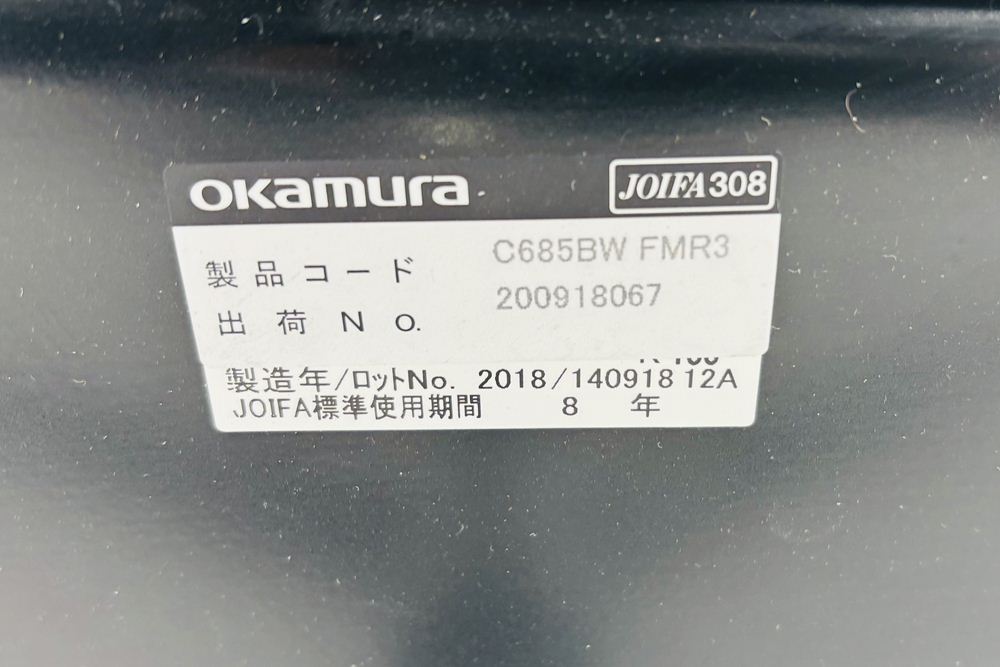 okamura
JOIFA308
製品コード C685BW FMR3
出荷No. 200918067
製造年/ロットNo. 2018/140918 12A
JOIFA標準使用期間 8 年